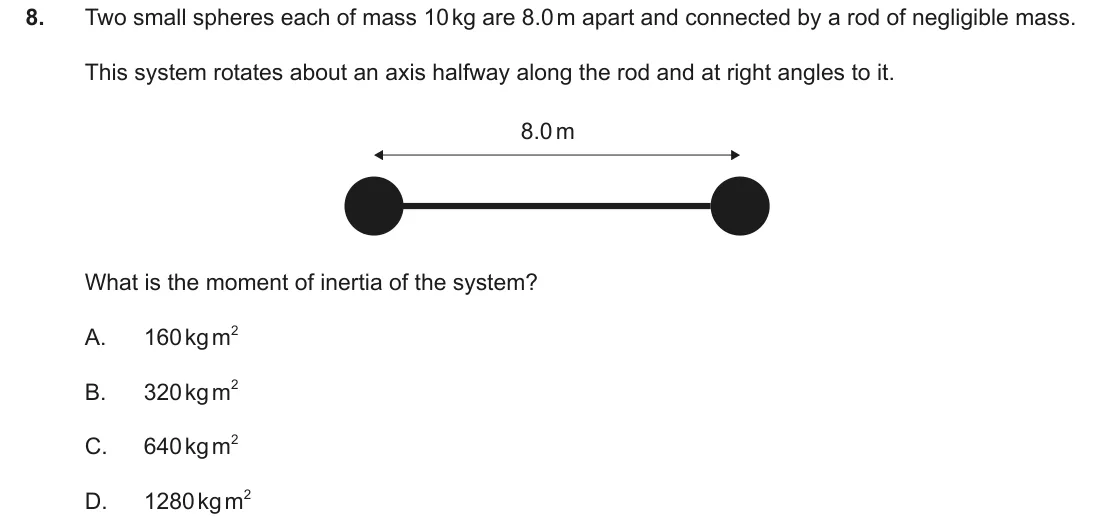 8. Two small spheres each of mass 10 kg are 8.0 m apart and connected by a rod of negligible mass.
This system rotates about an axis halfway along the rod and at right angles to it.
8.0 m
What is the moment of inertia of the system?
A. 160 kg m²
B. 320 kg m²
C. 640 kg m²
D. 1280 kg m²